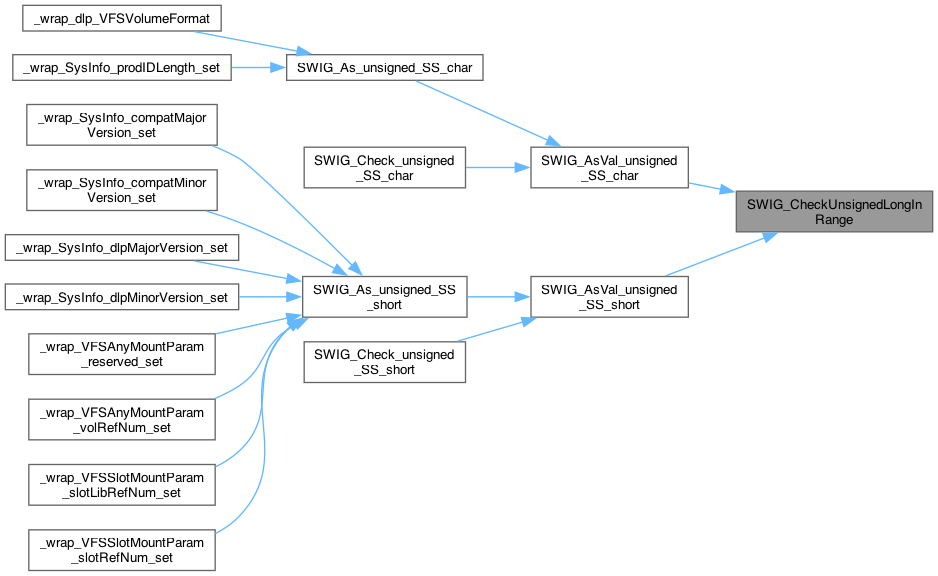 _wrap_dlp_VFSVolumeFormat
_wrap_SysInfo_prodIDLength_set
SWIG_As_unsigned_SS_char
_wrap_SysInfo_compatMajor
Version_set
SWIG_Check_unsigned
_SS_char
SWIG_AsVal_unsigned
_SS_char
_wrap_SysInfo_compatMinor
Version_set
SWIG_CheckUnsignedLongIn
Range
_wrap_SysInfo_dlpMajorVersion_set
_wrap_SysInfo_dlpMinorVersion_set
SWIG_As_unsigned_SS
_short
SWIG_AsVal_unsigned
_SS_short
_wrap_VFSAnyMountParam
_reserved_set
SWIG_Check_unsigned
_SS_short
_wrap_VFSAnyMountParam
_volRefNum_set
_wrap_VFSSlotMountParam
_slotLibRefNum_set
_wrap_VFSSlotMountParam
_slotRefNum_set